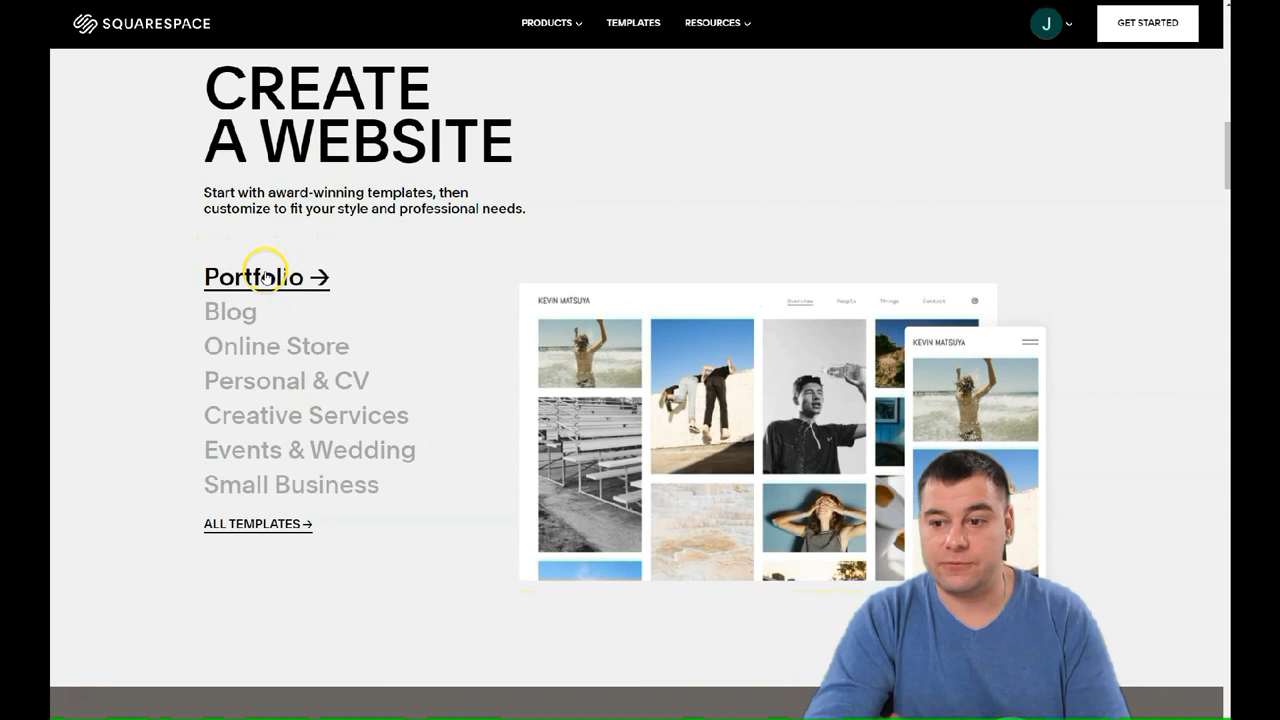 SQUARESPACE
PRODUCTS
TEMPLATES
RESOURCES
J
GET STARTED
CREATE
A WEBSITE
Start with award-winning templates, then
customize to fit your style and professional needs.
Portfolio →
Blog
Online Store
Personal & CV
Creative Services
Events & Wedding
Small Business
ALL TEMPLATES →
KEVIN MATSUYA
Overview
People
Things
Contact
KEVIN MATSUYA